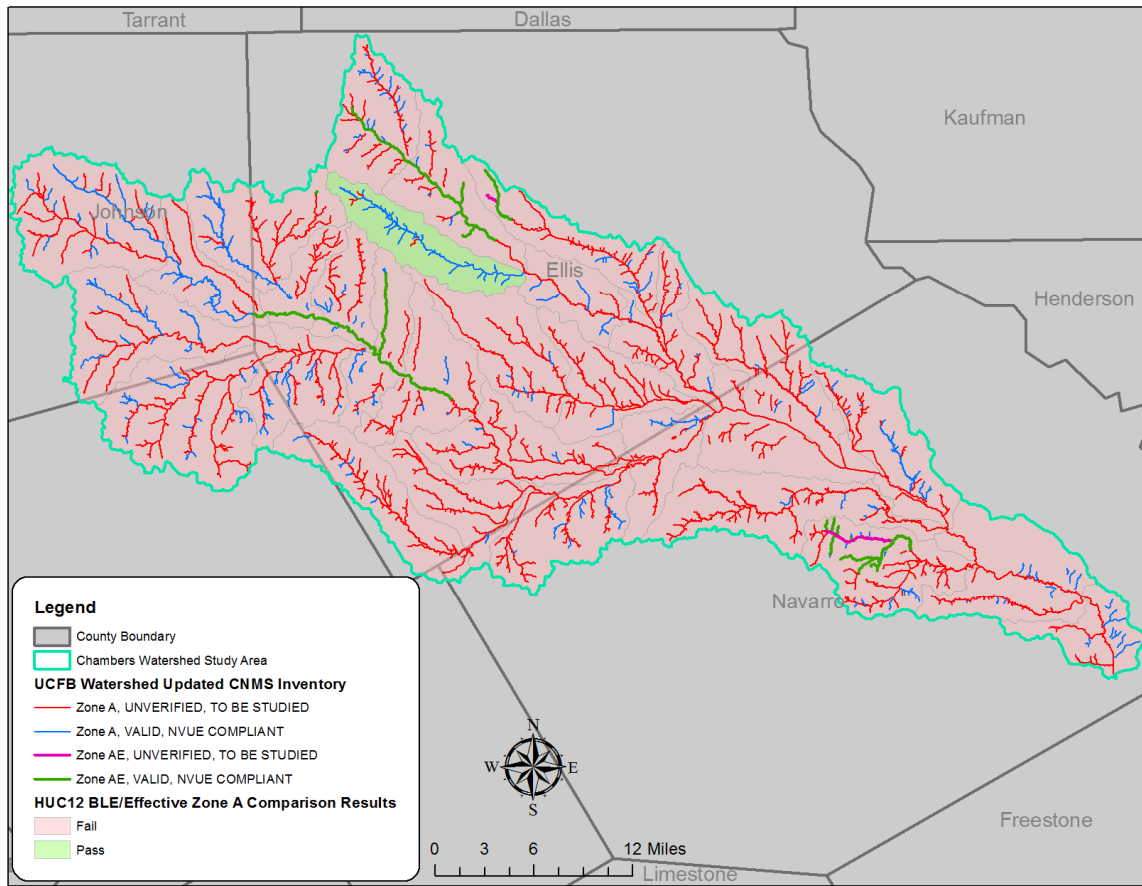 Tarrant
Dallas
Kaufman
Johnson
Ellis
Henderson
Navarro
Freestone
Limestone
Legend
County Boundary
Chambers Watershed Study Area
UCFB Watershed Updated CNMS Inventory
Zone A, UNVERIFIED, TO BE STUDIED
Zone A, VALID, NVUE COMPLIANT
Zone AE, UNVERIFIED, TO BE STUDIED
Zone AE, VALID, NVUE COMPLIANT
HUC12 BLE/Effective Zone A Comparison Results
Fail
Pass
N
W E
S
0 3 6 12 Miles